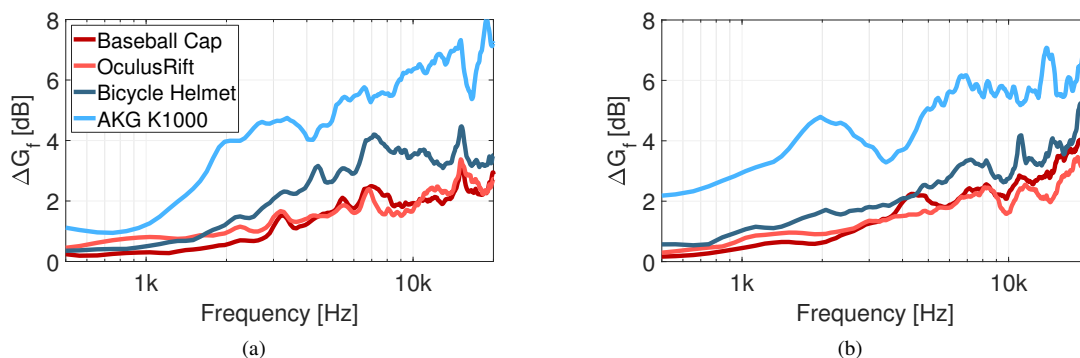 8
6
4
2
0
ΔG_f [dB]
Baseball Cap
OculusRift
Bicycle Helmet
AKG K1000
1k
10k
Frequency [Hz]
(a)
8
6
4
2
0
ΔG_f [dB]
1k
10k
Frequency [Hz]
(b)